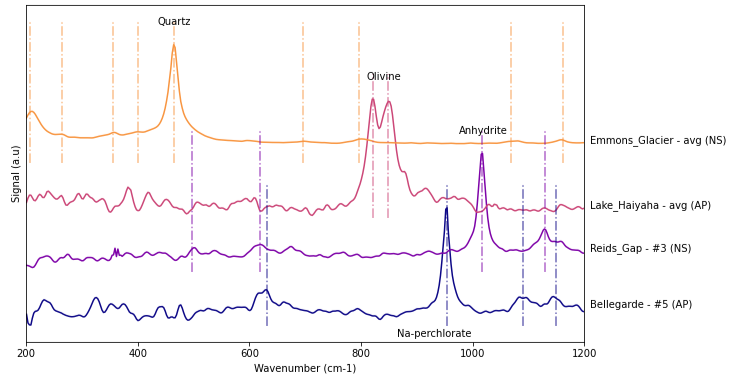 Quartz
Olivine
Anhydrite
Emmons_Glacier - avg (NS)
Signal (a.u)
Lake_Haiyaha - avg (AP)
Reids_Gap - #3 (NS)
Bellegarde - #5 (AP)
Na-perchlorate
200 400 600 800 1000 1200
Wavenumber (cm-1)